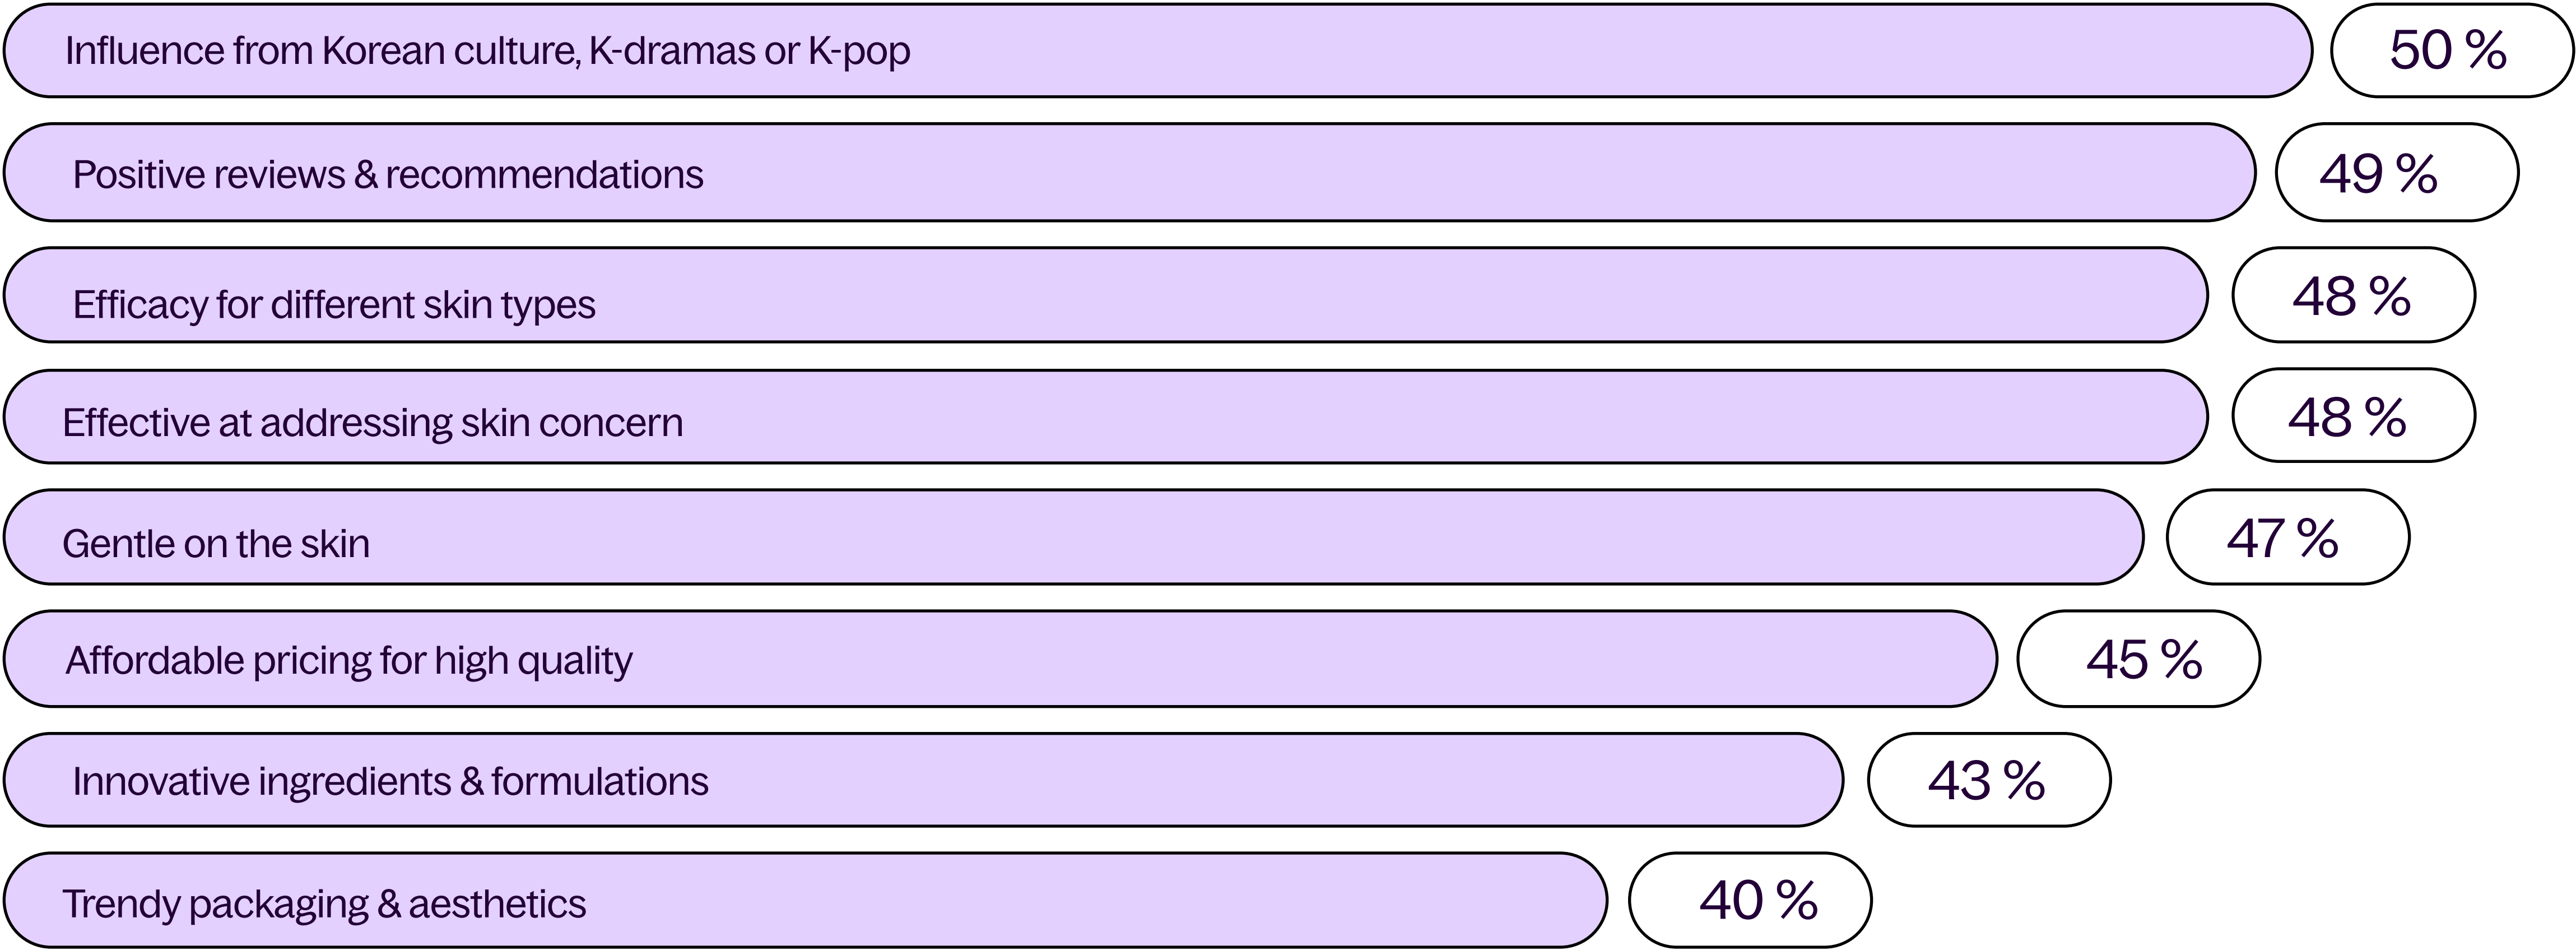 Influence from Korean culture, K-dramas or K-pop 50 %
Positive reviews & recommendations 49 %
Efficacy for different skin types 48 %
Effective at addressing skin concern 48 %
Gentle on the skin 47 %
Affordable pricing for high quality 45 %
Innovative ingredients & formulations 43 %
Trendy packaging & aesthetics 40 %